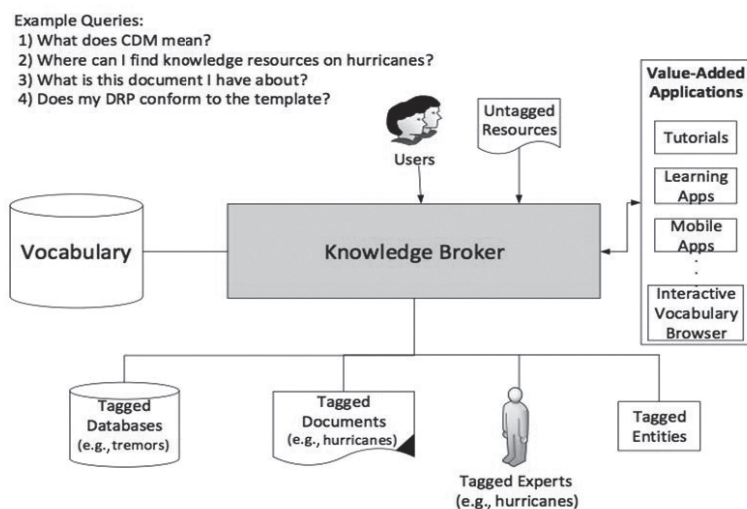 Example Queries:
1) What does CDM mean?
2) Where can I find knowledge resources on hurricanes?
3) What is this document I have about?
4) Does my DRP conform to the template?
Users
Untagged
Resources
Value-Added
Applications
Tutorials
Learning
Apps
Mobile
Apps
Interactive
Vocabulary
Browser
Vocabulary
Knowledge Broker
Tagged
Databases
(e.g., tremors)
Tagged
Documents
(e.g., hurricanes)
Tagged Experts
(e.g., hurricanes)
Tagged
Entities